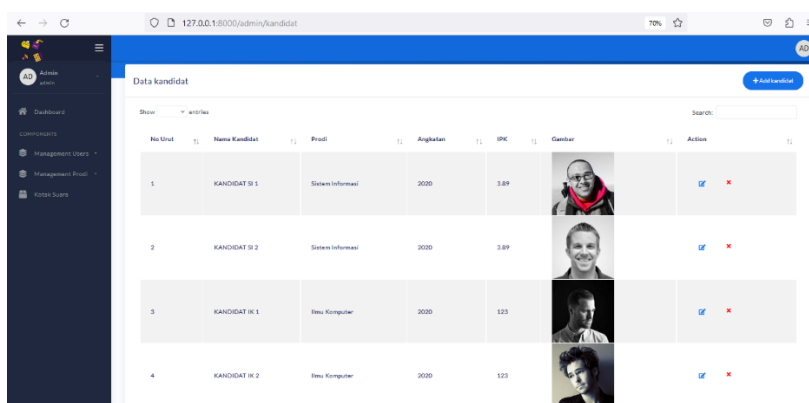 127.0.0.1:8000/admin/kandidat
70%
AD
AD
Admin
admin
Dashboard
COMPONENTS
Management Users
Management Prodi
Kotak Suara
Data kandidat
+ Add kandidat
Show entries
Search:
No Urut Nama Kandidat Prodi Angkatan IPK Gambar Action
1 KANDIDAT SI 1 Sistem Informasi 2020 3.89
2 KANDIDAT SI 2 Sistem Informasi 2020 3.89
3 KANDIDAT IK 1 Ilmu Komputer 2020 123
4 KANDIDAT IK 2 Ilmu Komputer 2020 123